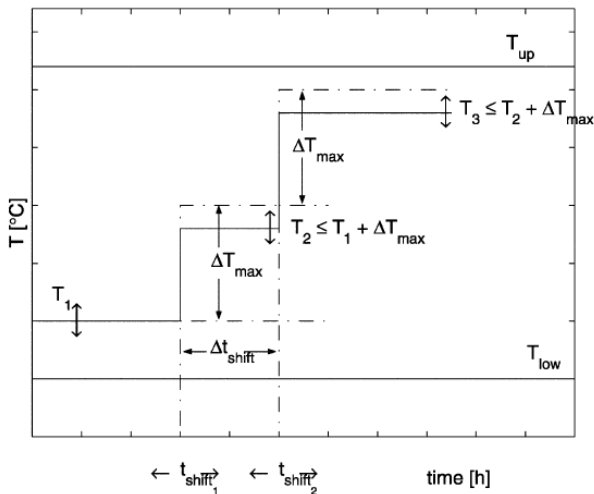 T_up
T_3 ≤ T_2 + ΔT_max
ΔT_max
T [°C]
T_2 ≤ T_1 + ΔT_max
ΔT_max
T_1
Δt_shift
T_low
t_shift_1
t_shift_2
time [h]